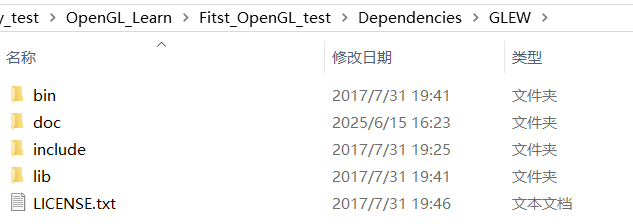 y_test > OpenGL_Learn > Fitst_OpenGL_test > Dependencies > GLEW >
名称 修改日期 类型
bin 2017/7/31 19:41 文件夹
doc 2025/6/15 16:23 文件夹
include 2017/7/31 19:25 文件夹
lib 2017/7/31 19:41 文件夹
LICENSE.txt 2017/7/31 19:46 文本文档